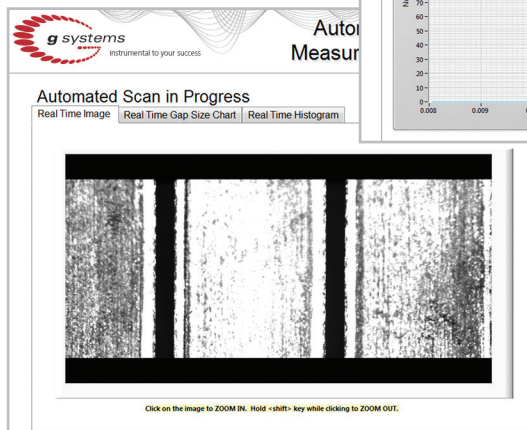 g systems
instrumental to your success
Automated Scan in Progress
Real Time Image
Real Time Gap Size Chart
Real Time Histogram
Click on the image to ZOOM IN. Hold <shift> key while clicking to ZOOM OUT.
70
60
50
40
30
20
10
0
0.008
0.009